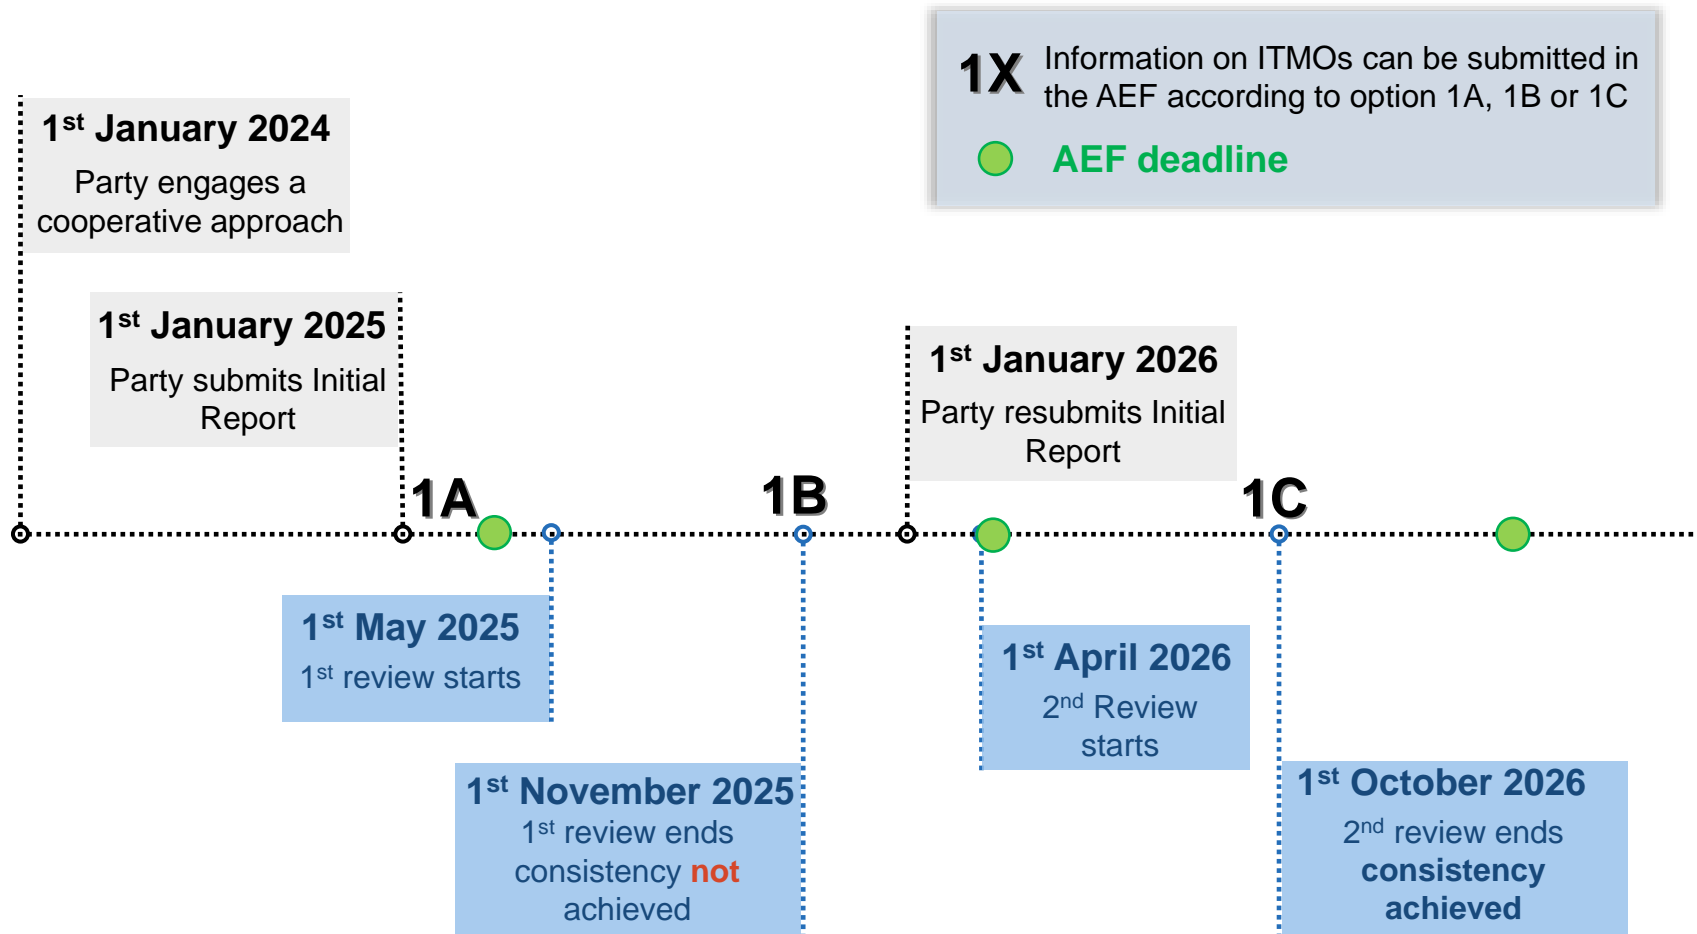 1X
Information on ITMOs can be submitted in
the AEF according to option 1A, 1B or 1C
AEF deadline
1st January 2024
Party engages a
cooperative approach
1st January 2025
Party submits Initial
Report
1st January 2026
Party resubmits Initial
Report
1A
1B
1C
1st May 2025
1st review starts
1st April 2026
2nd Review
starts
1st November 2025
1st review ends
consistency not
achieved
1st October 2026
2nd review ends
consistency
achieved